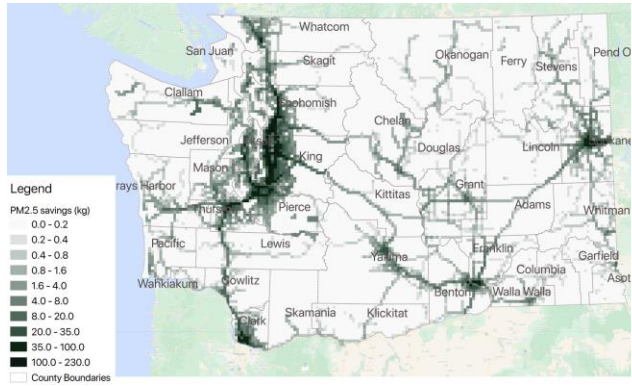 Whatcom
San Juan
Skagit
Okanogan
Ferry
Stevens
Pend O
Clallam
Snohomish
Chelan
Jefferson
Douglas
Lincoln
kane
King
Mason
Grant
rays Harbor
Kittitas
Legend
PM2.5 savings (kg)
0.0 - 0.2
0.2 - 0.4
0.4 - 0.8
0.8 - 1.6
1.6 - 4.0
4.0 - 8.0
8.0 - 20.0
20.0 - 35.0
35.0 - 100.0
100.0 - 230.0
County Boundaries
Thurston
Pierce
Adams
Whitman
Pacific
Lewis
Yakima
Franklin
Garfield
Columbia
Wahkiakum
Cowlitz
Benton
Walla Walla
Asot
Skamania
Klickitat
Clark